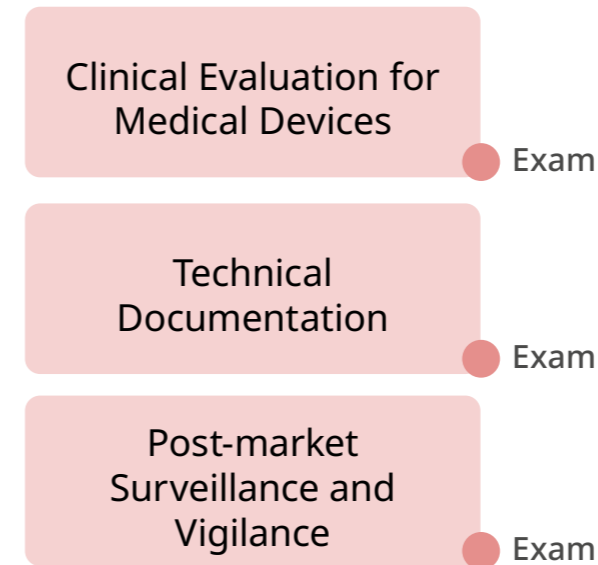 Clinical Evaluation for
Medical Devices
Exam
Technical
Documentation
Exam
Post-market
Surveillance and
Vigilance
Exam